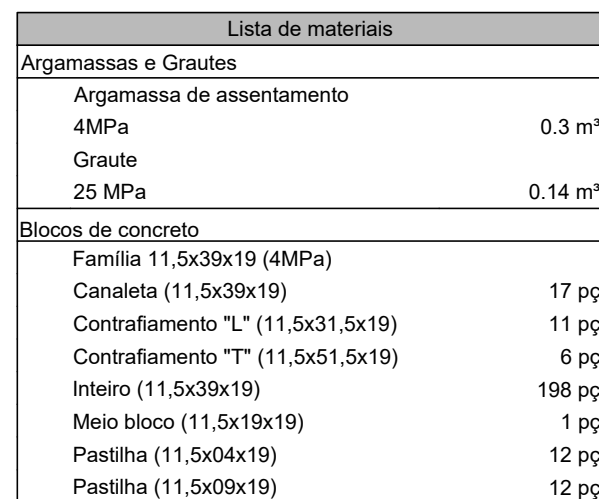 Lista de materiais
Argamassas e Grautes
Argamassa de assentamento
4MPa 0.3 m³
Graute
25 MPa 0.14 m³
Blocos de concreto
Família 11,5x39x19 (4MPa)
Canaleta (11,5x39x19) 17 pç
Contrafiamento "L" (11,5x31,5x19) 11 pç
Contrafiamento "T" (11,5x51,5x19) 6 pç
Inteiro (11,5x39x19) 198 pç
Meio bloco (11,5x19x19) 1 pç
Pastilha (11,5x04x19) 12 pç
Pastilha (11,5x09x19) 12 pç